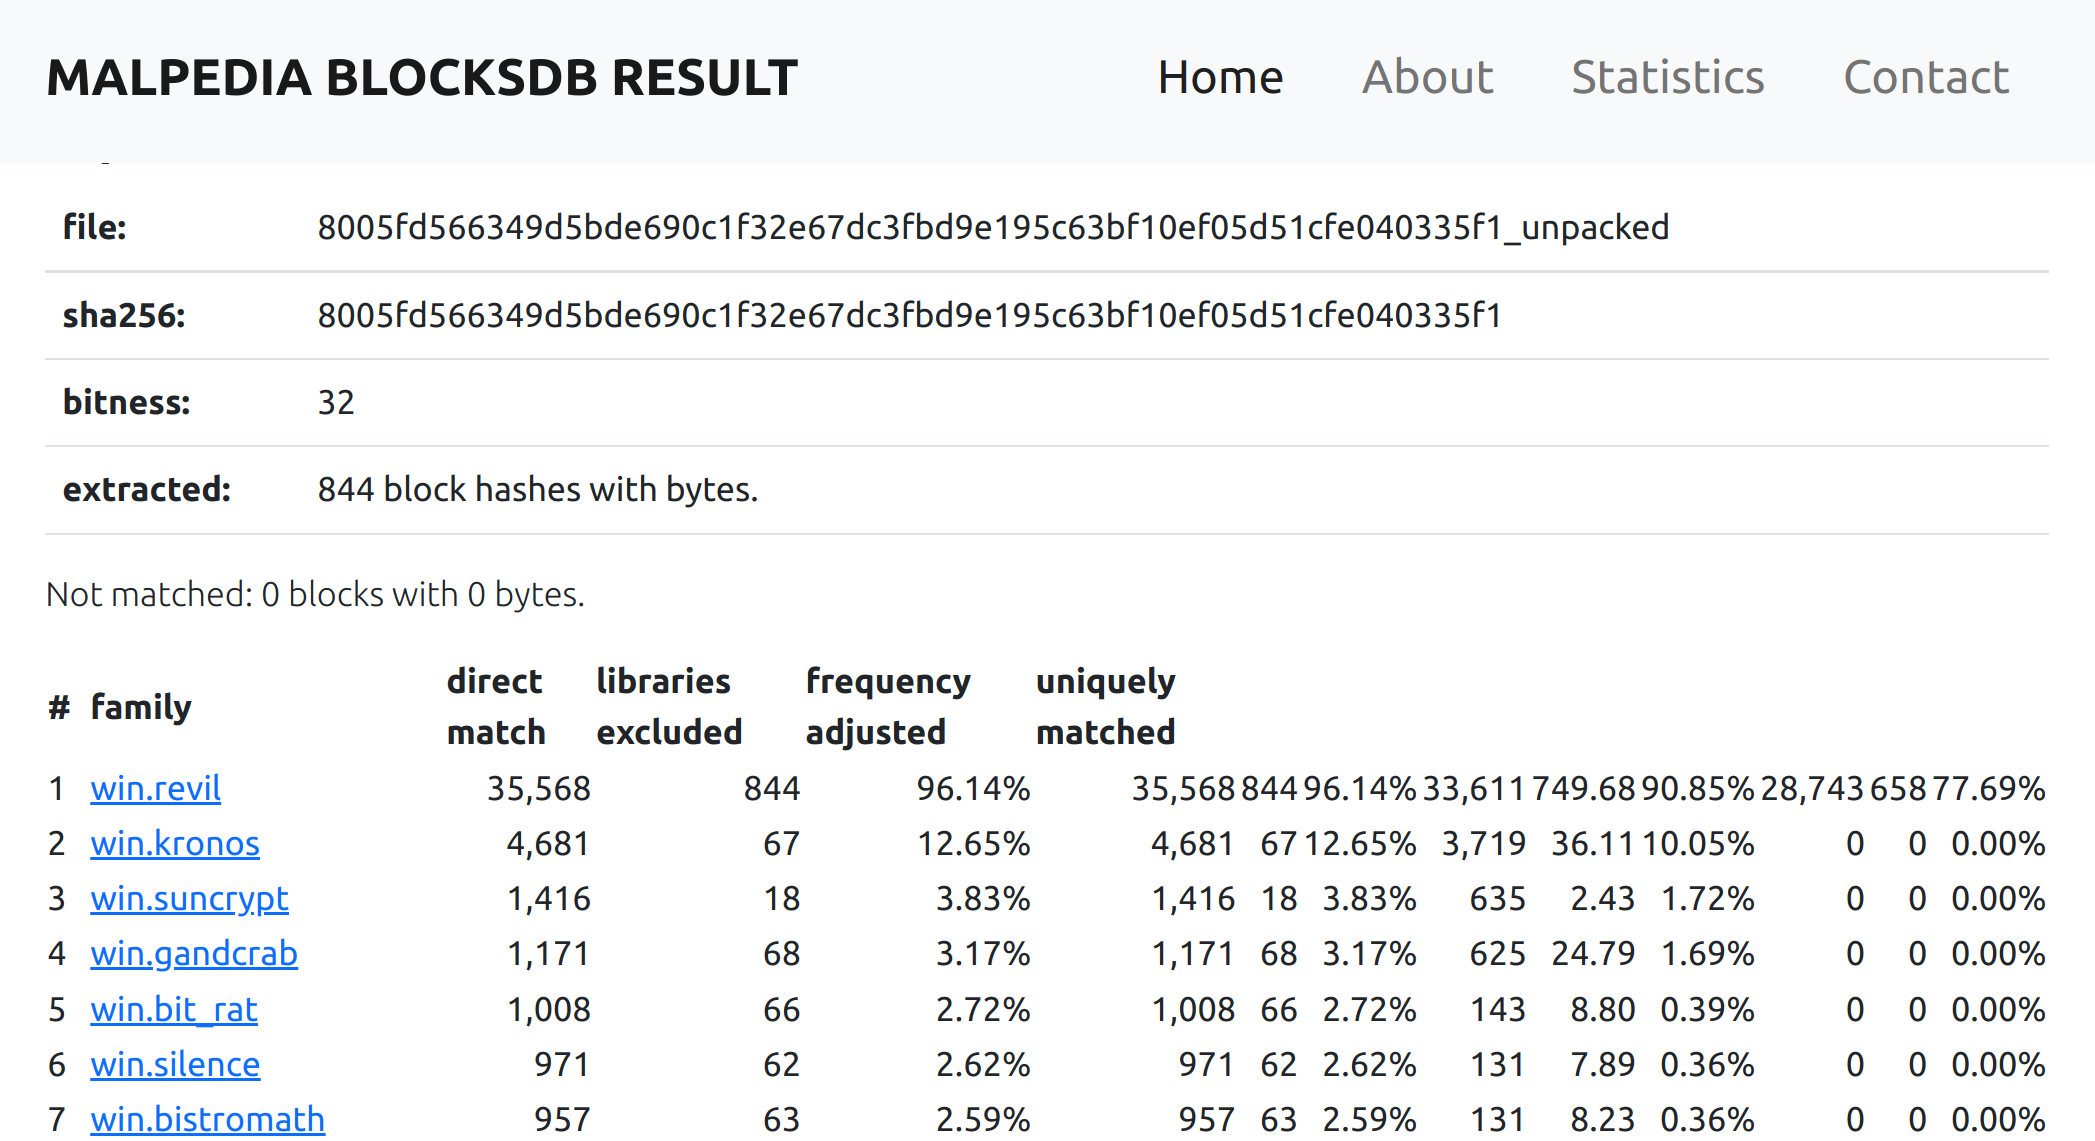 MALPEDIA BLOCKSDB RESULT Home About Statistics Contact
file: 8005fd566349d5bde690c1f32e67dc3fbd9e195c63bf10ef05d51cfe040335f1_unpacked
sha256: 8005fd566349d5bde690c1f32e67dc3fbd9e195c63bf10ef05d51cfe040335f1
bitness: 32
extracted: 844 block hashes with bytes.
Not matched: 0 blocks with 0 bytes.
# family direct match libraries excluded frequency adjusted uniquely matched
1 win.revil 35,568 844 96.14% 35,568 844 96.14% 33,611 749.68 90.85% 28,743 658 77.69%
2 win.kronos 4,681 67 12.65% 4,681 67 12.65% 3,719 36.11 10.05% 0 0 0.00%
3 win.suncrypt 1,416 18 3.83% 1,416 18 3.83% 635 2.43 1.72% 0 0 0.00%
4 win.gandcrab 1,171 68 3.17% 1,171 68 3.17% 625 24.79 1.69% 0 0 0.00%
5 win.bit_rat 1,008 66 2.72% 1,008 66 2.72% 143 8.80 0.39% 0 0 0.00%
6 win.silence 971 62 2.62% 971 62 2.62% 131 7.89 0.36% 0 0 0.00%
7 win.bistromath 957 63 2.59% 957 63 2.59% 131 8.23 0.36% 0 0 0.00%